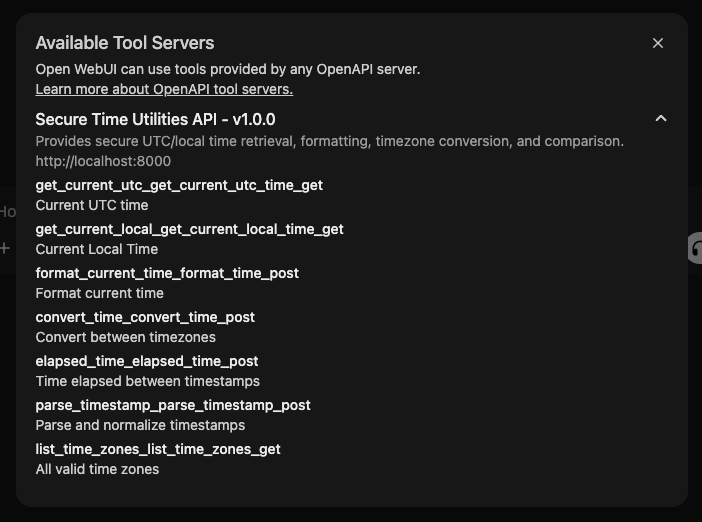 Available Tool Servers
Open WebUI can use tools provided by any OpenAPI server.
Learn more about OpenAPI tool servers.
Secure Time Utilities API - v1.0.0
Provides secure UTC/local time retrieval, formatting, timezone conversion, and comparison.
http://localhost:8000
get_current_utc_get_current_utc_time_get
Current UTC time
get_current_local_get_current_local_time_get
Current Local Time
format_current_time_format_time_post
Format current time
convert_time_convert_time_post
Convert between timezones
elapsed_time_elapsed_time_post
Time elapsed between timestamps
parse_timestamp_parse_timestamp_post
Parse and normalize timestamps
list_time_zones_list_time_zones_get
All valid time zones